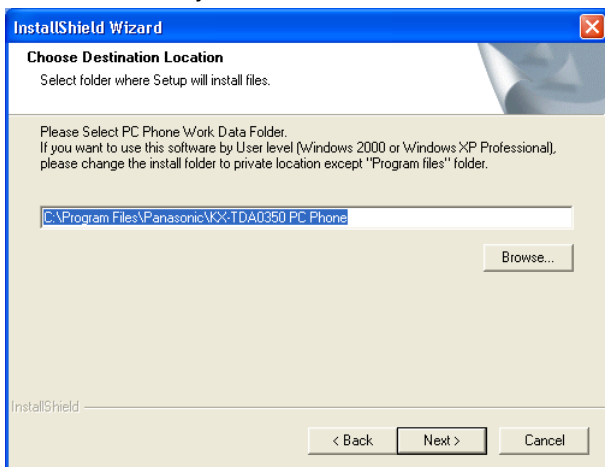 InstallShield Wizard
Choose Destination Location
Select folder where Setup will install files.
Please Select PC Phone Work Data Folder.
If you want to use this software by User level (Windows 2000 or Windows XP Professional),
please change the install folder to private location except "Program files" folder.
C:\Program Files\Panasonic\KX-TDA0350 PC Phone
Browse...
InstallShield
< Back Next > Cancel